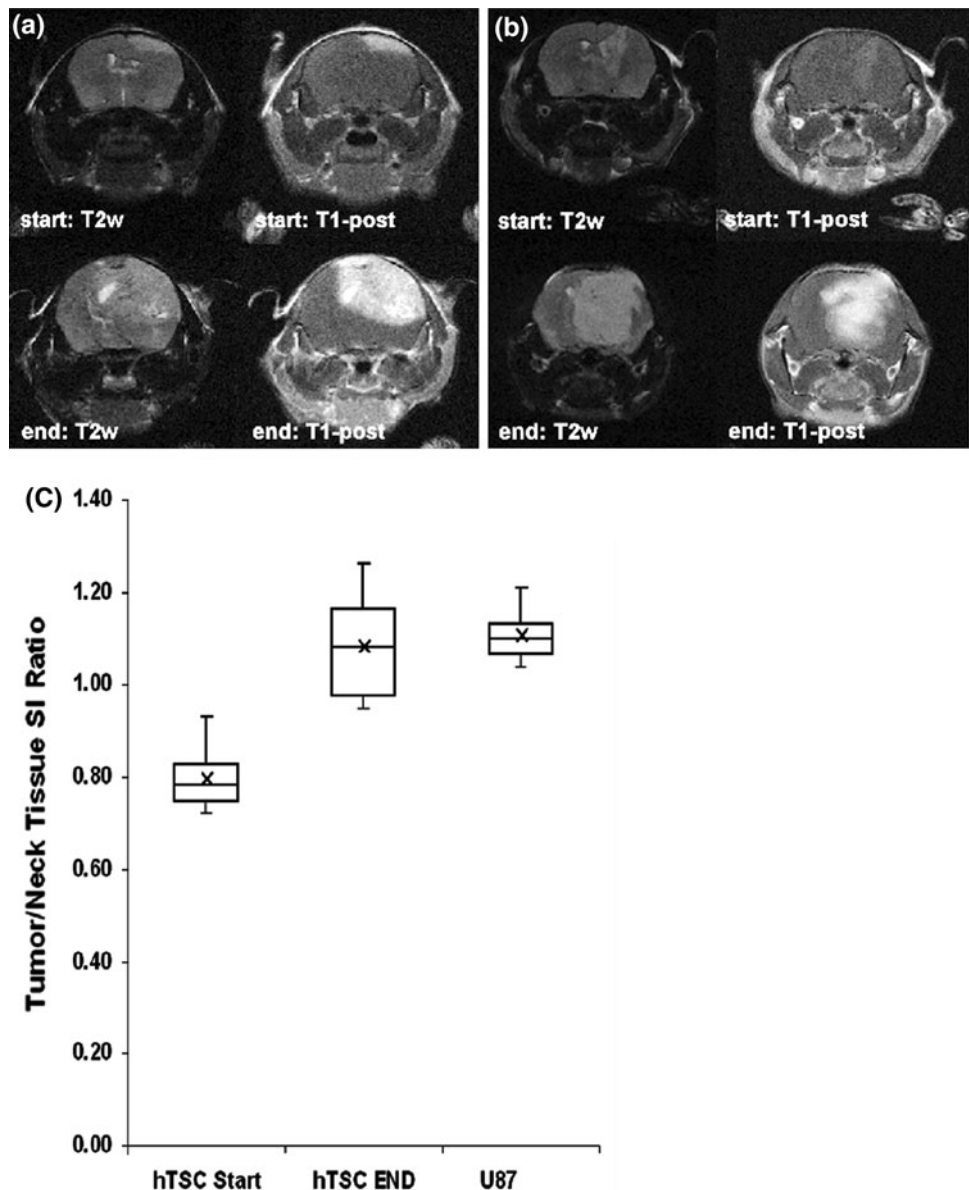 (a)
(b)
start: T2w
start: T1-post
start: T2w
start: T1-post
end: T2w
end: T1-post
end: T2w
end: T1-post
(C)
1.40
1.20
1.00
0.80
0.60
0.40
0.20
0.00
Tumor/Neck Tissue SI Ratio
hTSC Start
hTSC END
U87